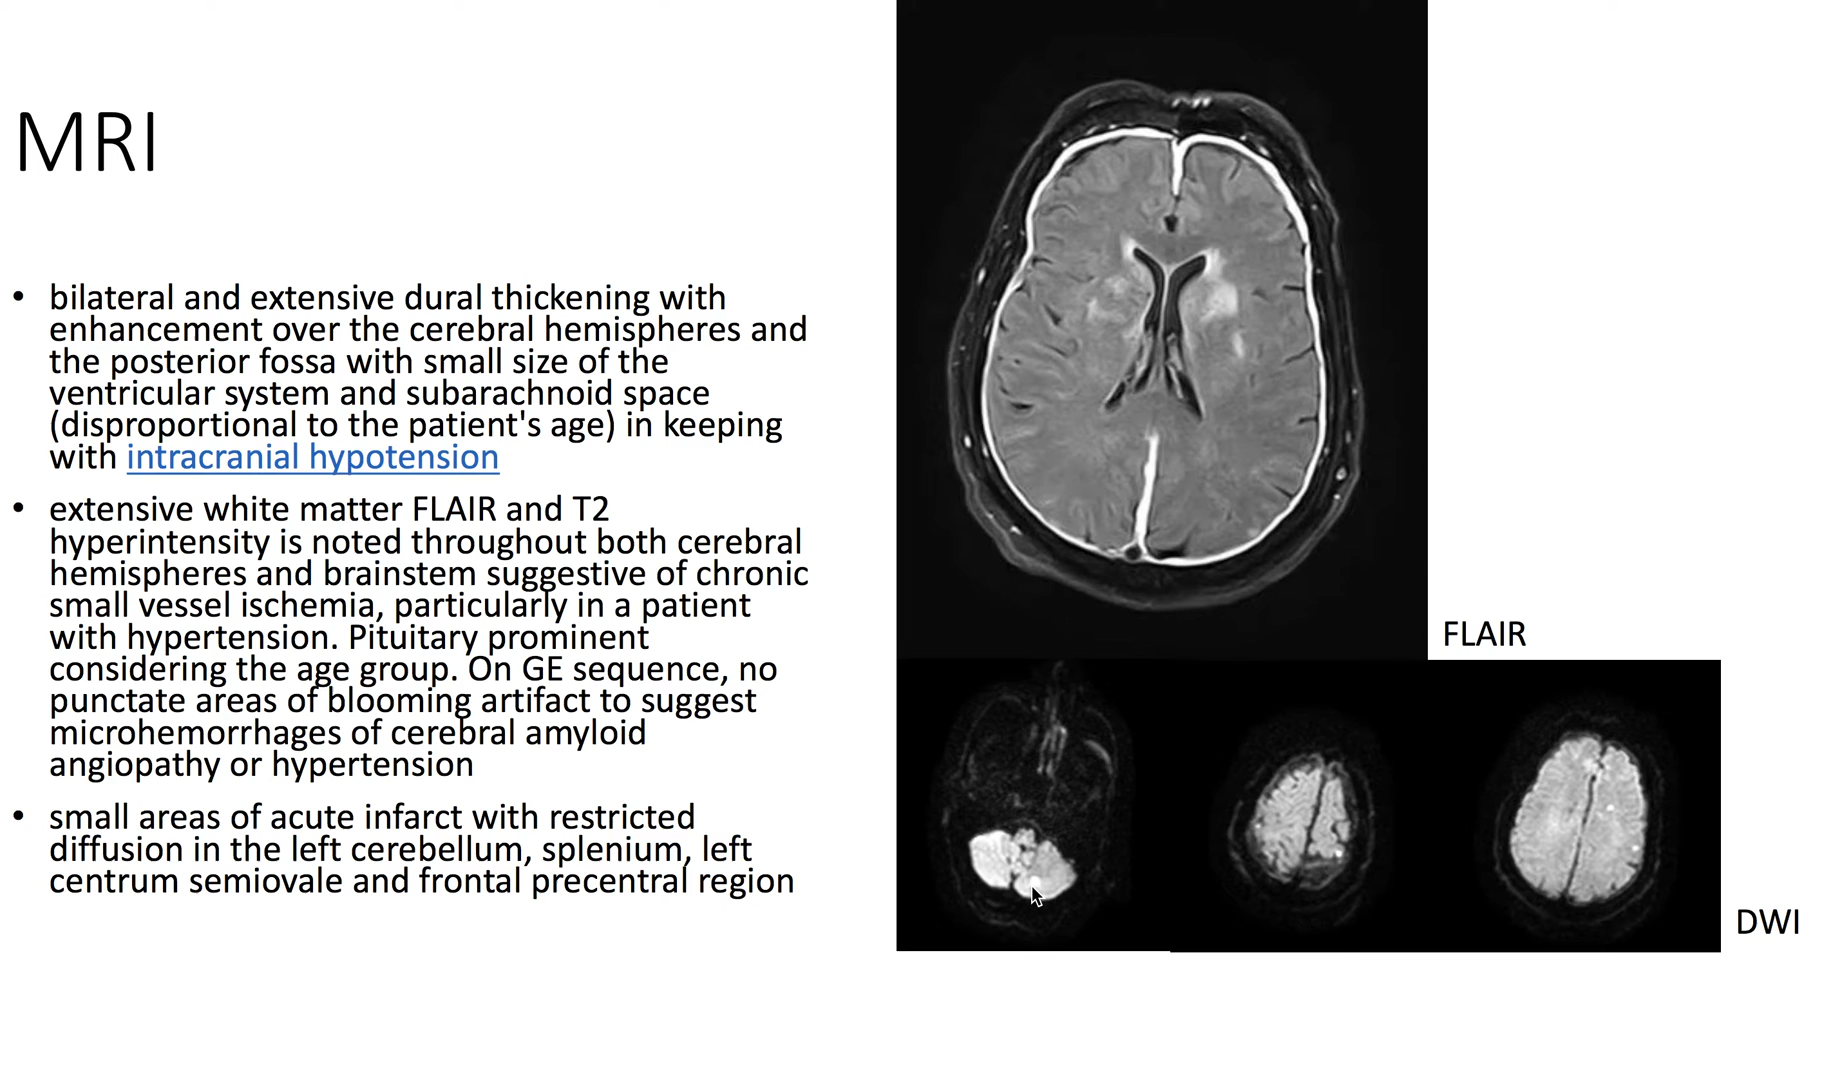 MRI
• bilateral and extensive dural thickening with
enhancement over the cerebral hemispheres and
the posterior fossa with small size of the
ventricular system and subarachnoid space
(disproportional to the patient's age) in keeping
with intracranial hypotension
• extensive white matter FLAIR and T2
hyperintensity is noted throughout both cerebral
hemispheres and brainstem suggestive of chronic
small vessel ischemia, particularly in a patient
with hypertension. Pituitary prominent
considering the age group. On GE sequence, no
punctate areas of blooming artifact to suggest
microhemorrhages of cerebral amyloid
angiopathy or hypertension
• small areas of acute infarct with restricted
diffusion in the left cerebellum, splenium, left
centrum semiovale and frontal precentral region
FLAIR
DWI